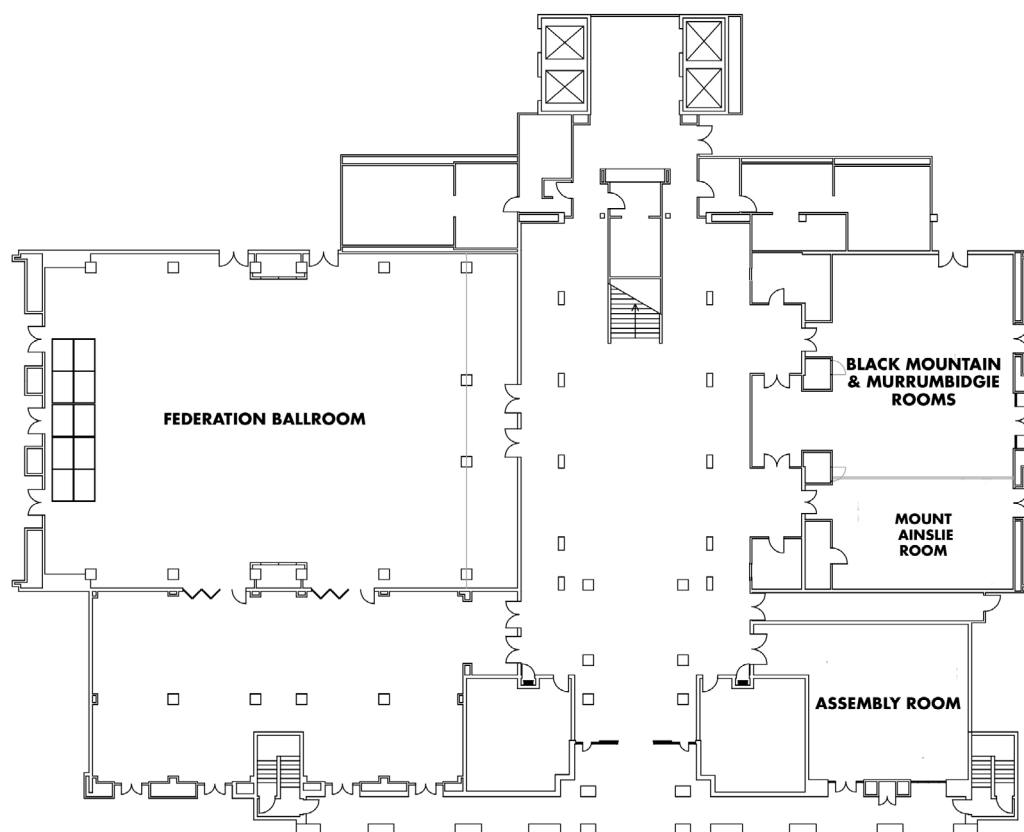 FEDERATION BALLROOM
BLACK MOUNTAIN
& MURRUMBIDGIE
ROOMS
MOUNT
AINSLIE
ROOM
ASSEMBLY ROOM